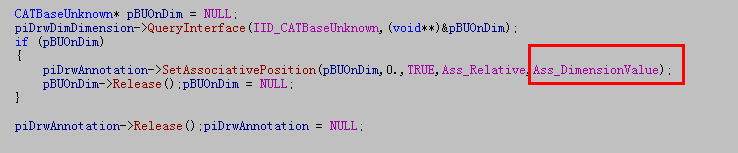 CATBaseUnknown* pBUOnDim = NULL;
piDrwDimDimension->QueryInterface(IID_CATBaseUnknown,(void**)&pBUOnDim);
if (pBUOnDim)
{
piDrwAnnotation->SetAssociativePosition(pBUOnDim,0.,TRUE,Ass_Relative,Ass_DimensionValue);
pBUOnDim->Release();pBUOnDim = NULL;
}
piDrwAnnotation->Release();piDrwAnnotation = NULL;